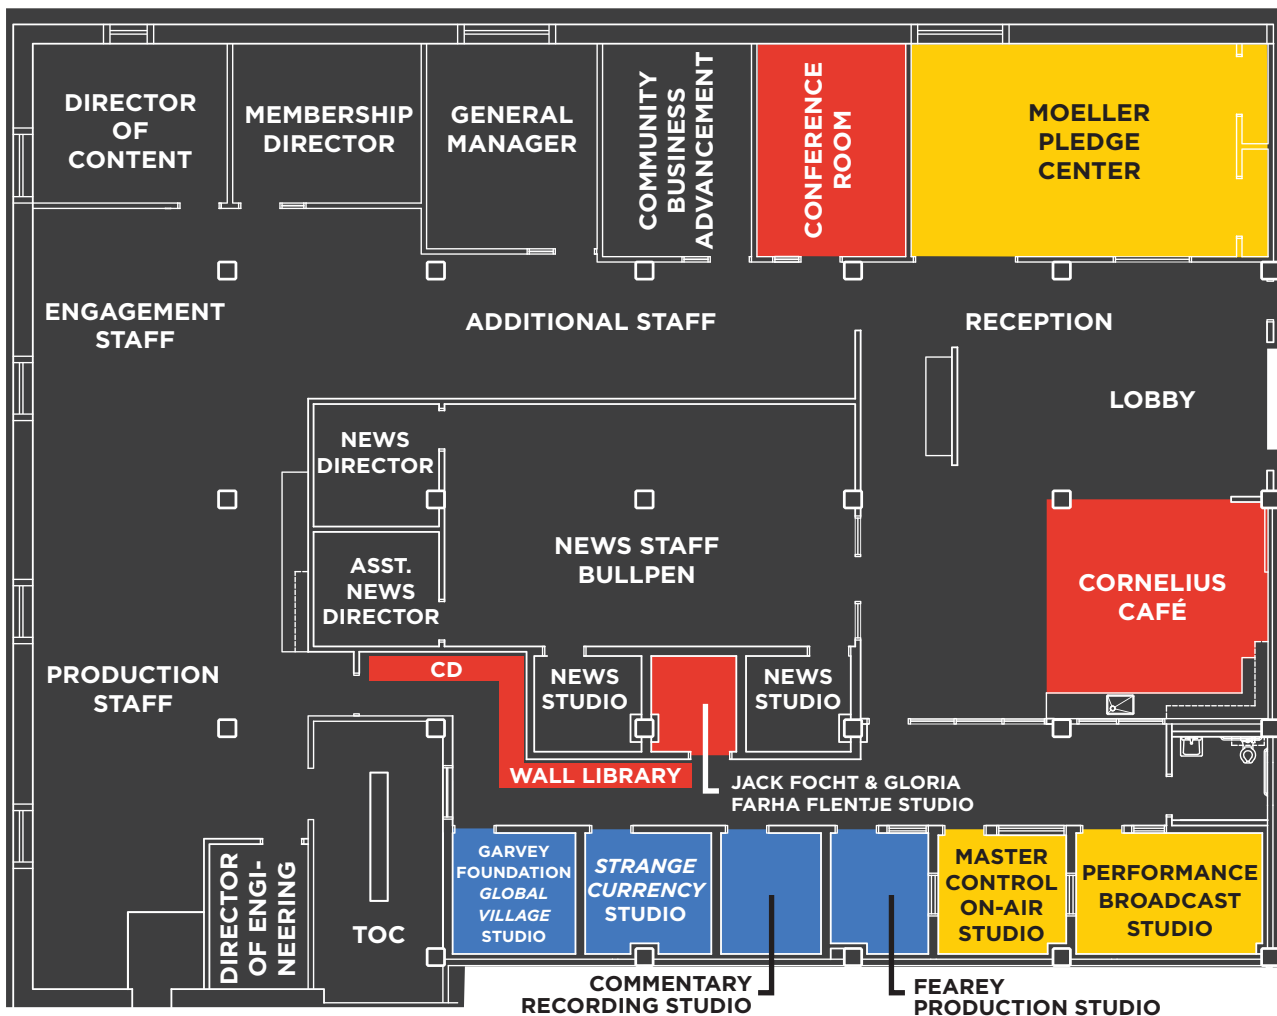 DIRECTOR
OF
CONTENT
MEMBERSHIP
DIRECTOR
GENERAL
MANAGER
COMMUNITY
BUSINESS
ADVANCEMENT
CONFERENCE
ROOM
MOELLER
PLEDGE
CENTER
ENGAGEMENT
STAFF
ADDITIONAL STAFF
RECEPTION
LOBBY
NEWS
DIRECTOR
NEWS STAFF
BULLPEN
ASST.
NEWS
DIRECTOR
CORNELIUS
CAFÉ
PRODUCTION
STAFF
CD
WALL LIBRARY
NEWS
STUDIO
NEWS
STUDIO
JACK FOCHT & GLORIA
FARHA FLENTJE STUDIO
DIRECTOR
OF ENGI-
NEERING
TOC
GARVEY
FOUNDATION
GLOBAL
VILLAGE
STUDIO
STRANGE
CURRENCY
STUDIO
MASTER
CONTROL
ON-AIR
STUDIO
PERFORMANCE
BROADCAST
STUDIO
COMMENTARY
RECORDING STUDIO
FEAREY
PRODUCTION STUDIO